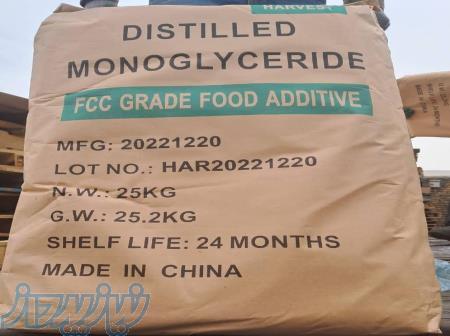 HARVEST
DISTILLED
MONOGLYCERIDE
FCC GRADE FOOD ADDITIVE
MFG: 20221220
LOT NO.: HAR20221220
N.W.: 25KG
G.W.: 25.2KG
SHELF LIFE: 24 MONTHS
MADE IN CHINA
نیازپرداز